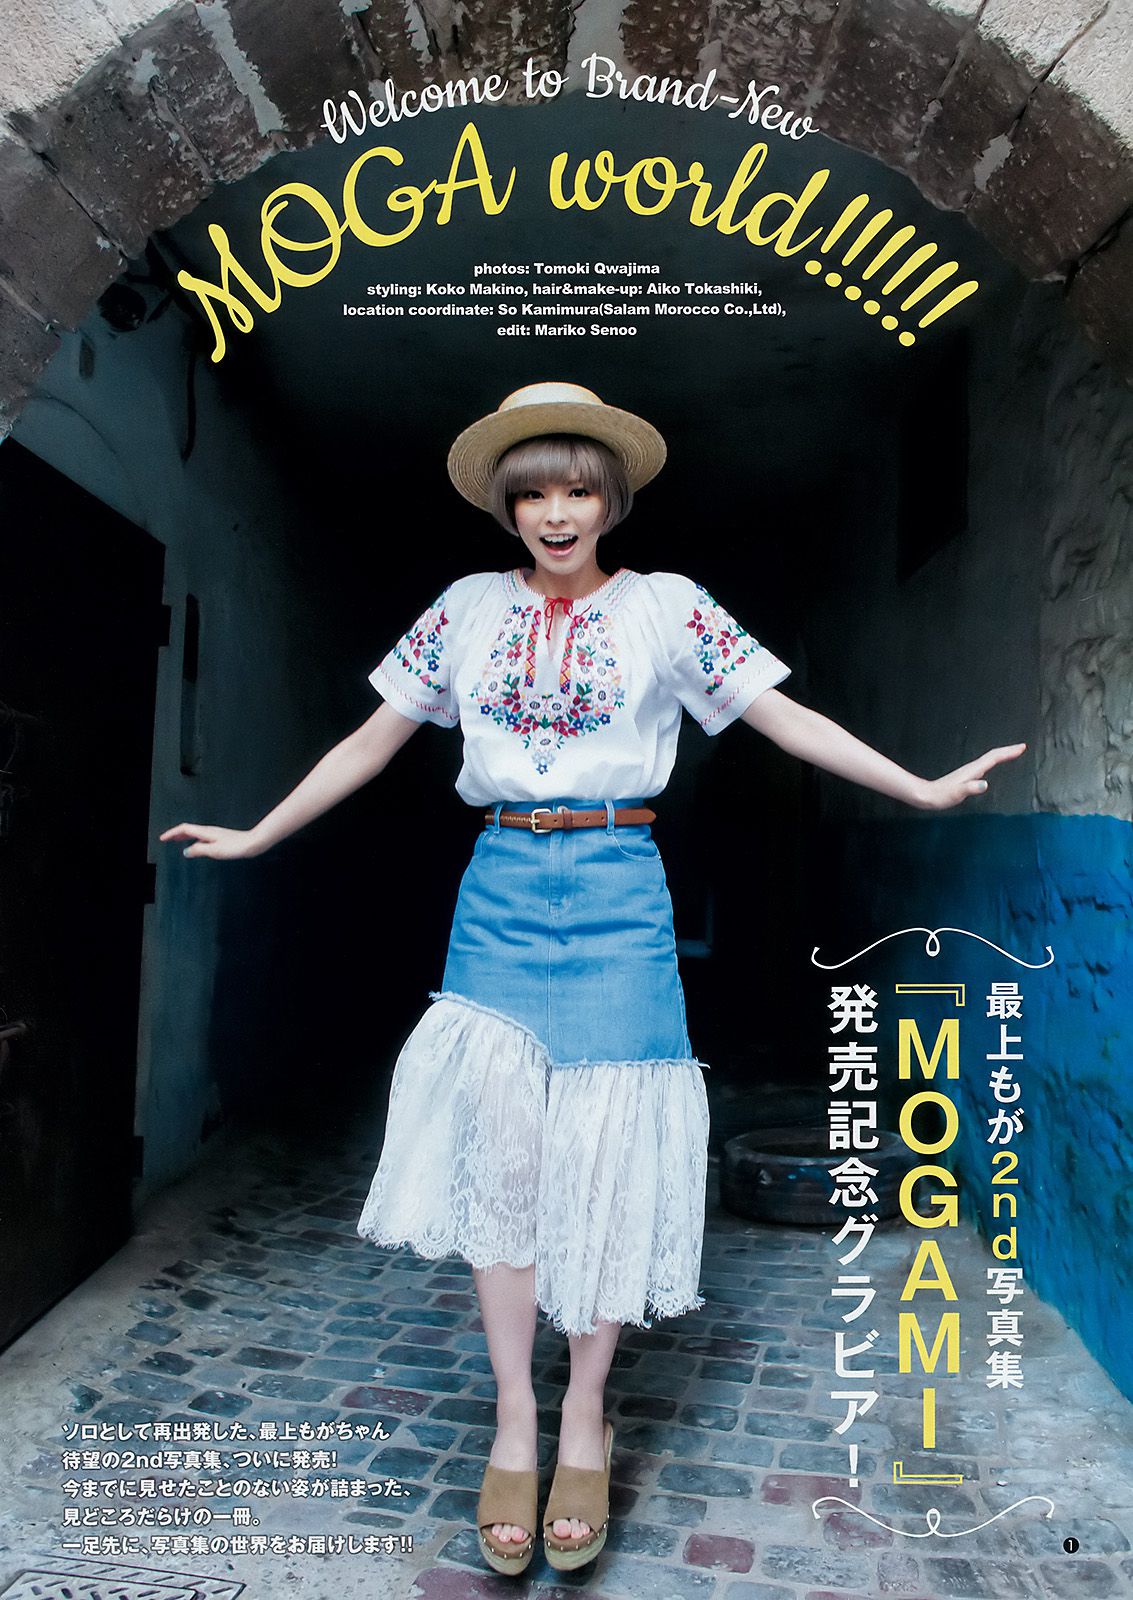 Welcome to Brand-New
MOGA world!!!!!!
photos: Tomoki Qwajima
styling: Koko Makino, hair&make-up: Aiko Tokashiki,
location coordinate: So Kamimura(Salam Morocco Co.,Ltd),
edit: Mariko Senoo
最上もが2nd写真集
『MOGAMI』
発売記念グラビア!
ソロとして再出発した、最上もがちゃん
待望の2nd写真集、ついに発売!
今までに見せたことのない姿が詰まった、
見どころだらけの一冊。
一足先に、写真集の世界をお届けします!!
1